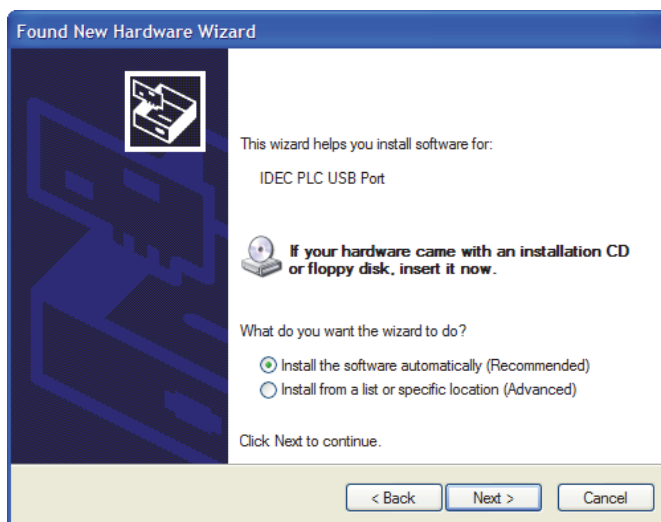 Found New Hardware Wizard
This wizard helps you install software for:
IDEC PLC USB Port
If your hardware came with an installation CD
or floppy disk, insert it now.
What do you want the wizard to do?
Install the software automatically (Recommended)
Install from a list or specific location (Advanced)
Click Next to continue.
< Back Next > Cancel